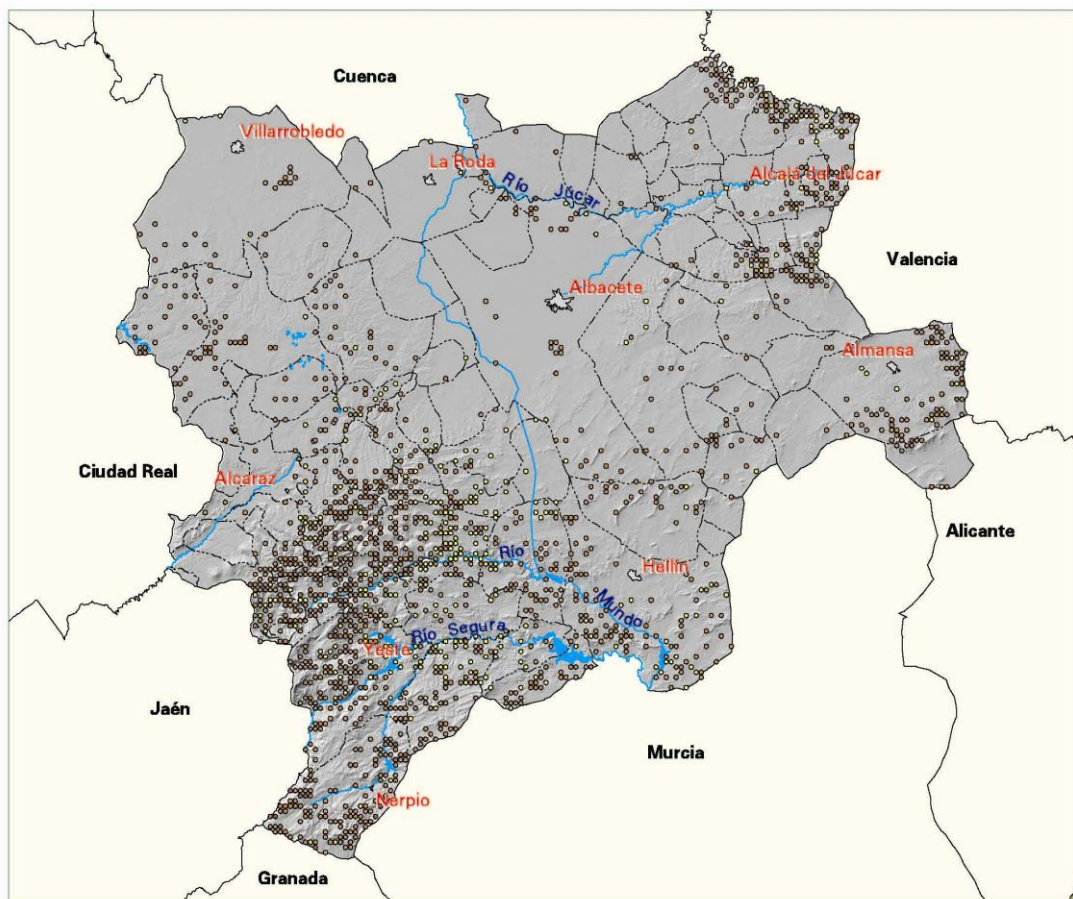 Cuenca
Villarrobledo
La Roda
Alcalá del Júcar
Río Júcar
Valencia
Albacete
Almansa
Ciudad Real
Alcaraz
Alicante
Río
Hellín
Mundo
Río Segura
Yeste
Jaén
Murcia
Nerpio
Granada